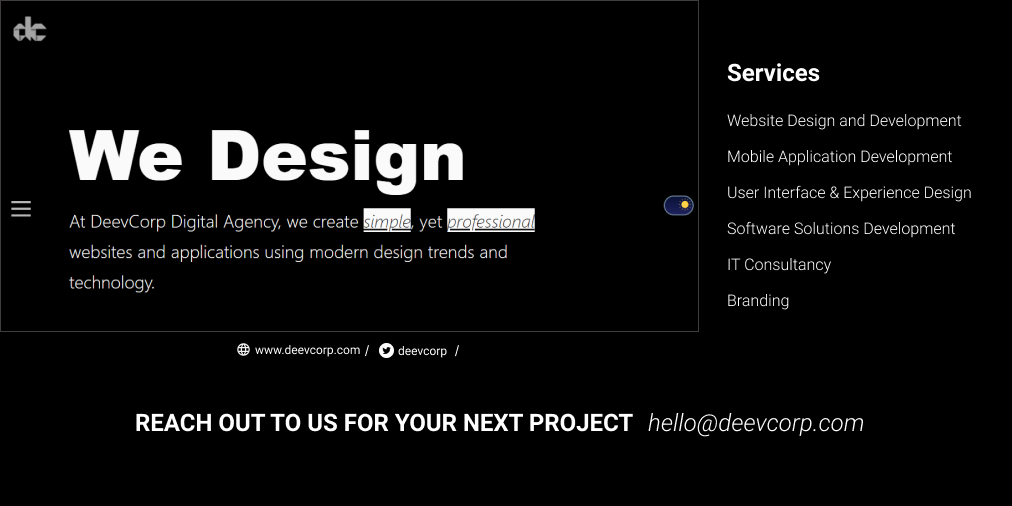 dc
We Design
At DeevCorp Digital Agency, we create simple, yet professional
websites and applications using modern design trends and
technology.
Services
Website Design and Development
Mobile Application Development
User Interface & Experience Design
Software Solutions Development
IT Consultancy
Branding
www.deevcorp.com / deevcorp /
REACH OUT TO US FOR YOUR NEXT PROJECT hello@deevcorp.com